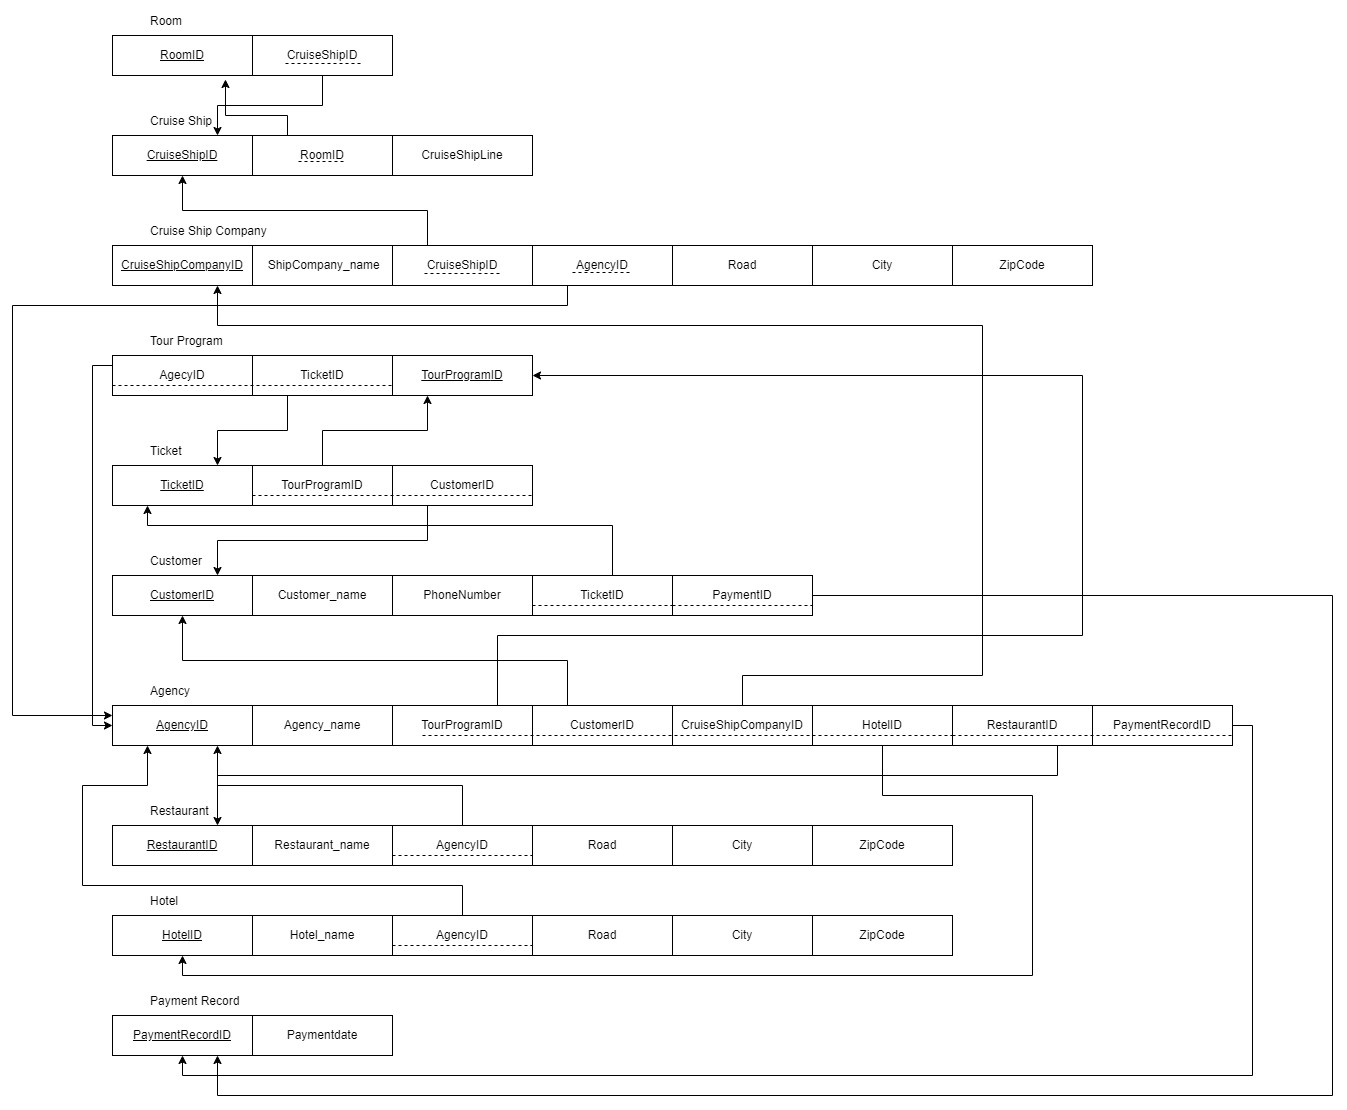 Room
RoomID CruiseShipID
Cruise Ship
CruiseShipID RoomID CruiseShipLine
Cruise Ship Company
CruiseShipCompanyID ShipCompany_name CruiseShipID AgencyID Road City ZipCode
Tour Program
AgecyID TicketID TourProgramID
Ticket
TicketID TourProgramID CustomerID
Customer
CustomerID Customer_name PhoneNumber TicketID PaymentID
Agency
AgencyID Agency_name TourProgramID CustomerID CruiseShipCompanyID HotelID RestaurantID PaymentRecordID
Restaurant
RestaurantID Restaurant_name AgencyID Road City ZipCode
Hotel
HotelID Hotel_name AgencyID Road City ZipCode
Payment Record
PaymentRecordID Paymentdate